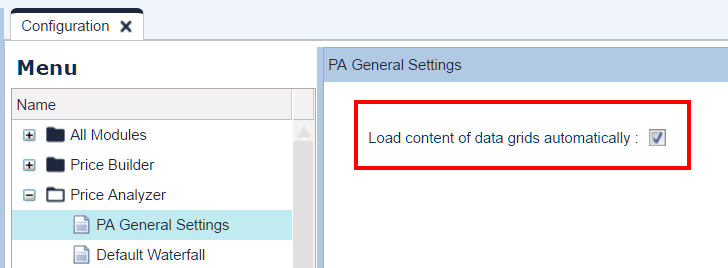 Configuration
Menu
PA General Settings
Name
All Modules
Load content of data grids automatically :
Price Builder
Price Analyzer
PA General Settings
Default Waterfall